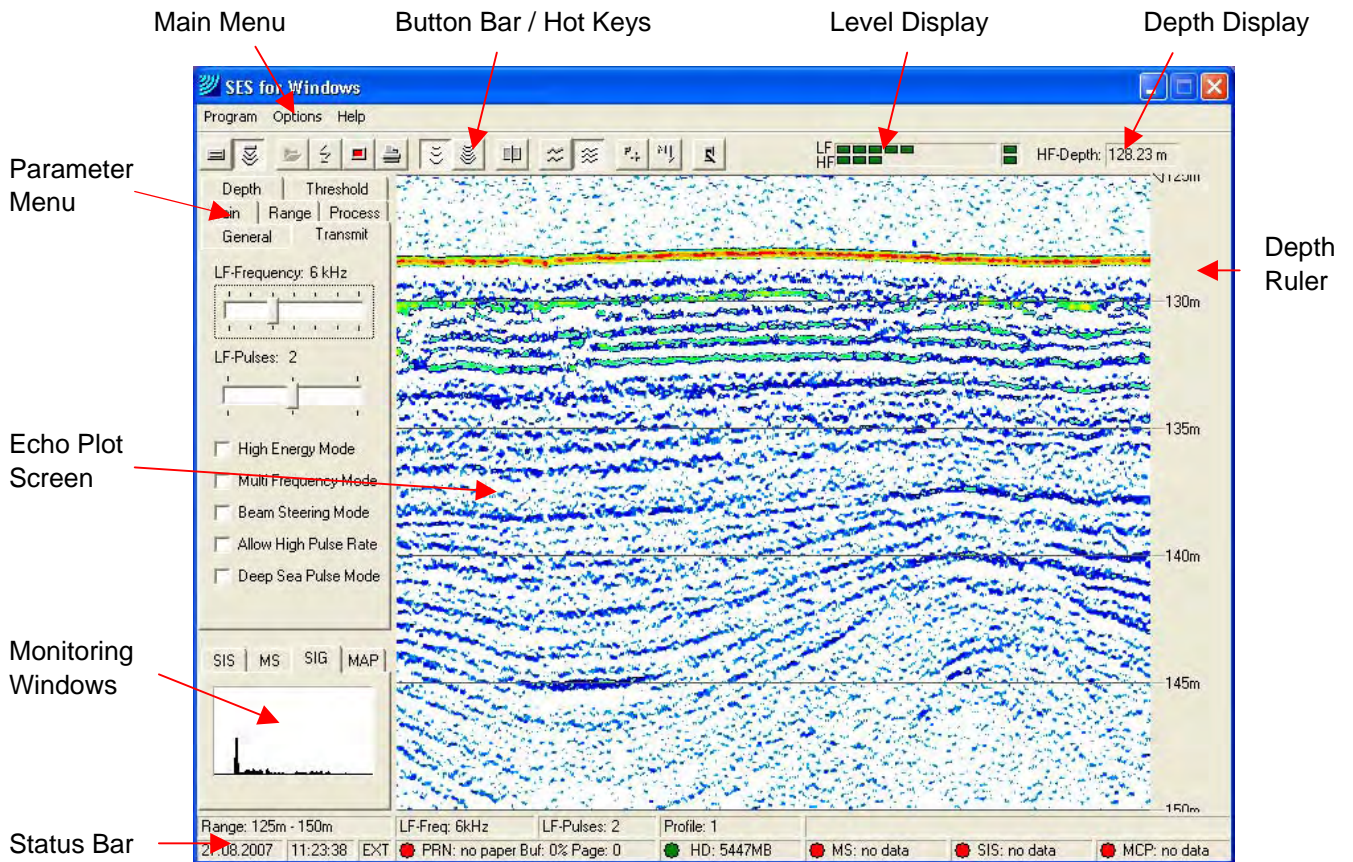 Main Menu
Button Bar / Hot Keys
Level Display
Depth Display
SES for Windows
Program Options Help
LF
HF
HF-Depth: 128.23 m
Parameter
Menu
Depth Threshold
Range Process
General Transmit
LF-Frequency: 6 kHz
LF-Pulses: 2
High Energy Mode
Multi Frequency Mode
Beam Steering Mode
Allow High Pulse Rate
Deep Sea Pulse Mode
Echo Plot
Screen
Depth
Ruler
125m
130m
135m
140m
145m
150m
Monitoring
Windows
SIS MS SIG MAP
Status Bar
Range: 125m - 150m
LF-Freq: 6kHz
LF-Pulses: 2
Profile: 1
11:23:38
EXT
PRN: no paper Buf: 0% Page: 0
HD: 5447MB
MS: no data
SIS: no data
MCP: no data